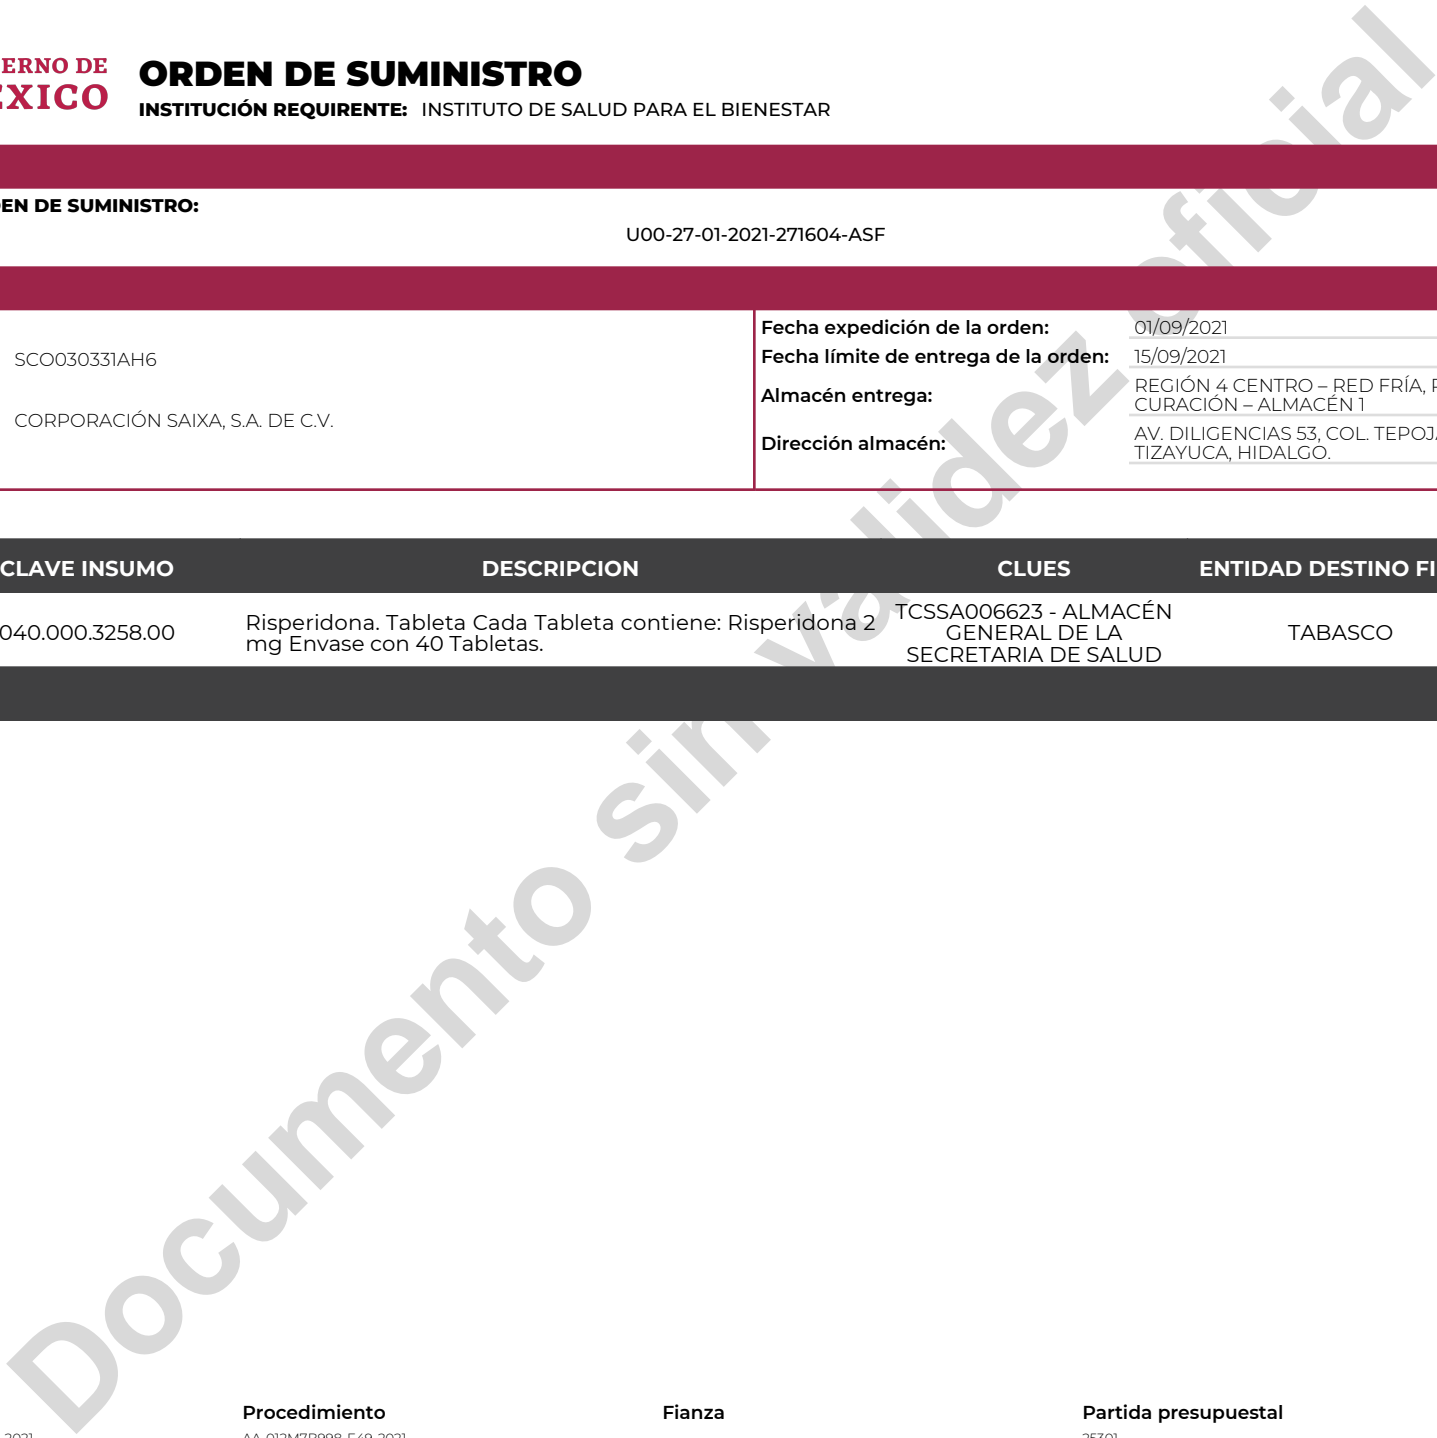 ERNO DE
ÉXICO
ORDEN DE SUMINISTRO
INSTITUCIÓN REQUIRENTE: INSTITUTO DE SALUD PARA EL BIENESTAR
EN DE SUMINISTRO:
U00-27-01-2021-271604-ASF
SCO030331AH6
CORPORACIÓN SAIXA, S.A. DE C.V.
Fecha expedición de la orden: 01/09/2021
Fecha límite de entrega de la orden: 15/09/2021
Almacén entrega: REGIÓN 4 CENTRO – RED FRÍA,
CURACIÓN – ALMACÉN 1
Dirección almacén: AV. DILIGENCIAS 53, COL. TEPOJ
TIZAYUCA, HIDALGO.
CLAVE INSUMO DESCRIPCION CLUES ENTIDAD DESTINO FI
040.000.3258.00 Risperidona. Tableta Cada Tableta contiene: Risperidona 2
mg Envase con 40 Tabletas.
TCSSA006623 - ALMACÉN
GENERAL DE LA
SECRETARIA DE SALUD
TABASCO
Documento sin validez oficial
Procedimiento Fianza Partida presupuestal